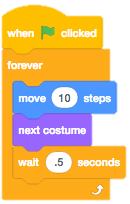 when clicked
forever
move 10 steps
next costume
wait .5 seconds